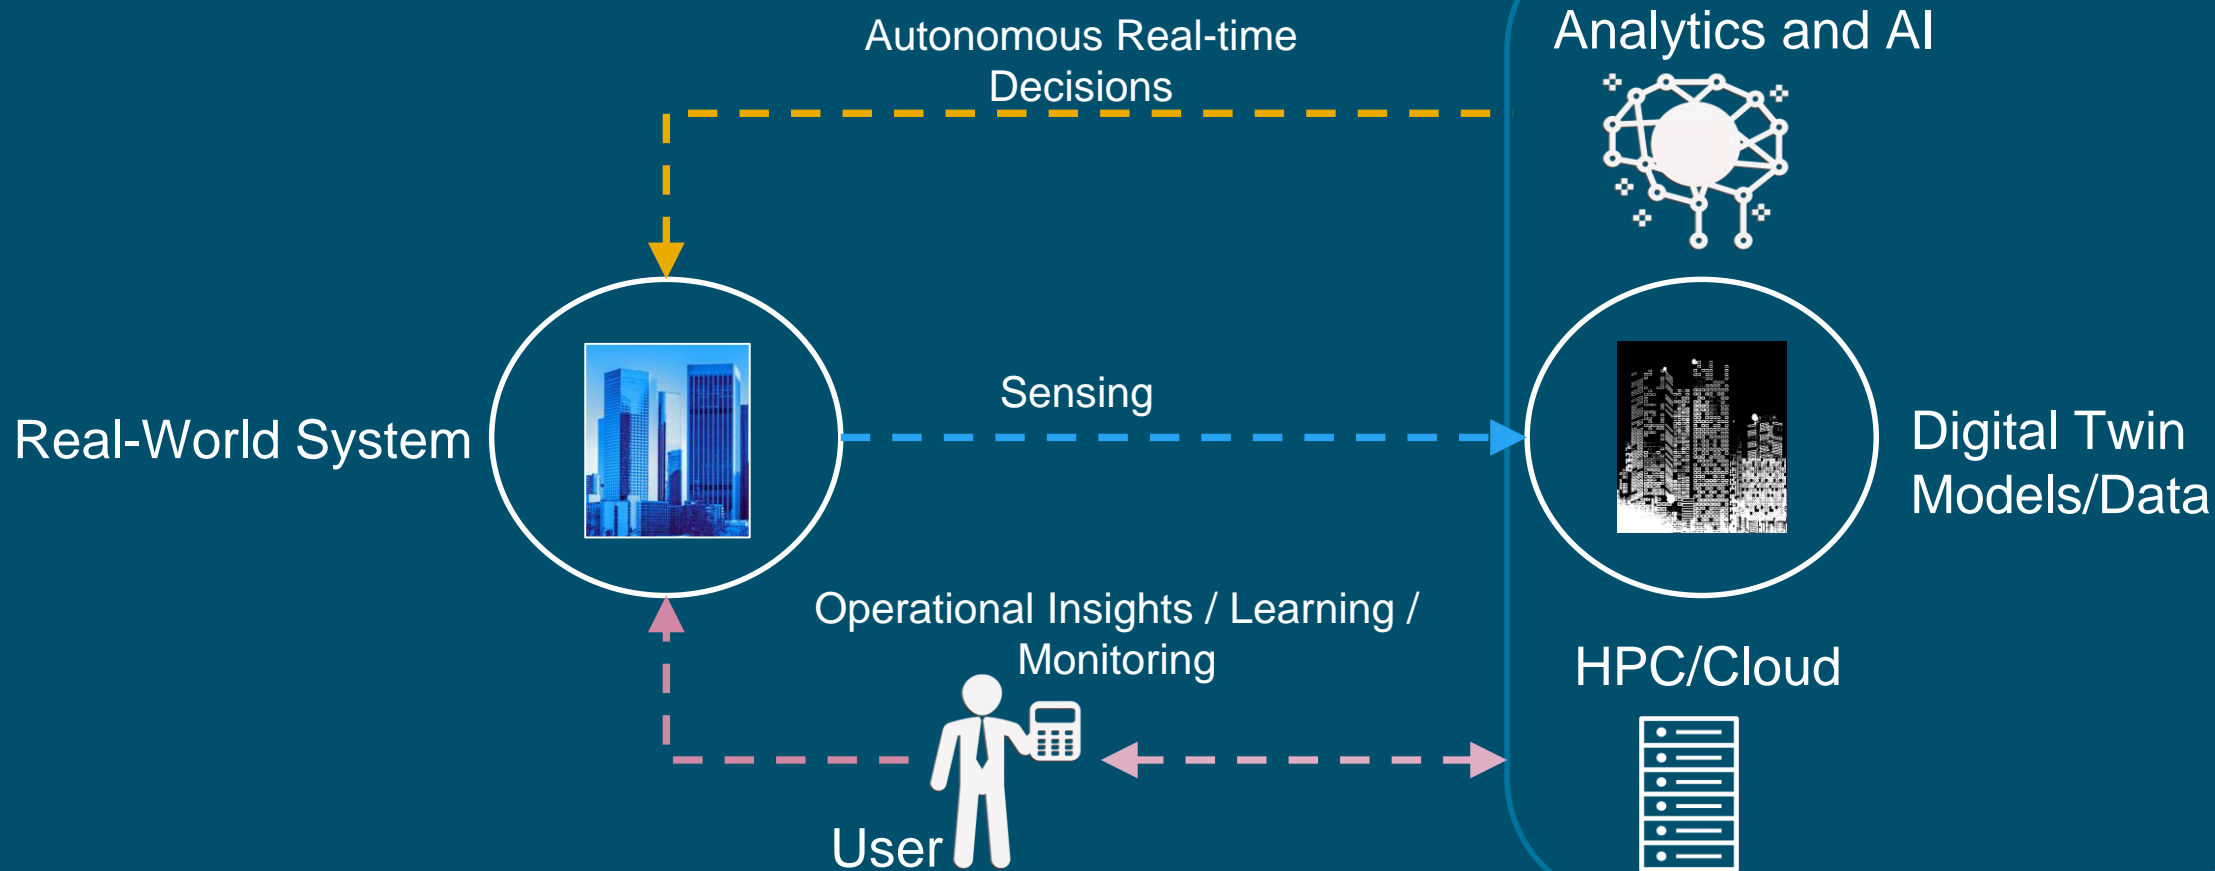 Autonomous Real-time
Decisions
Analytics and AI
Real-World System
Sensing
Digital Twin
Models/Data
Operational Insights / Learning /
Monitoring
HPC/Cloud
User